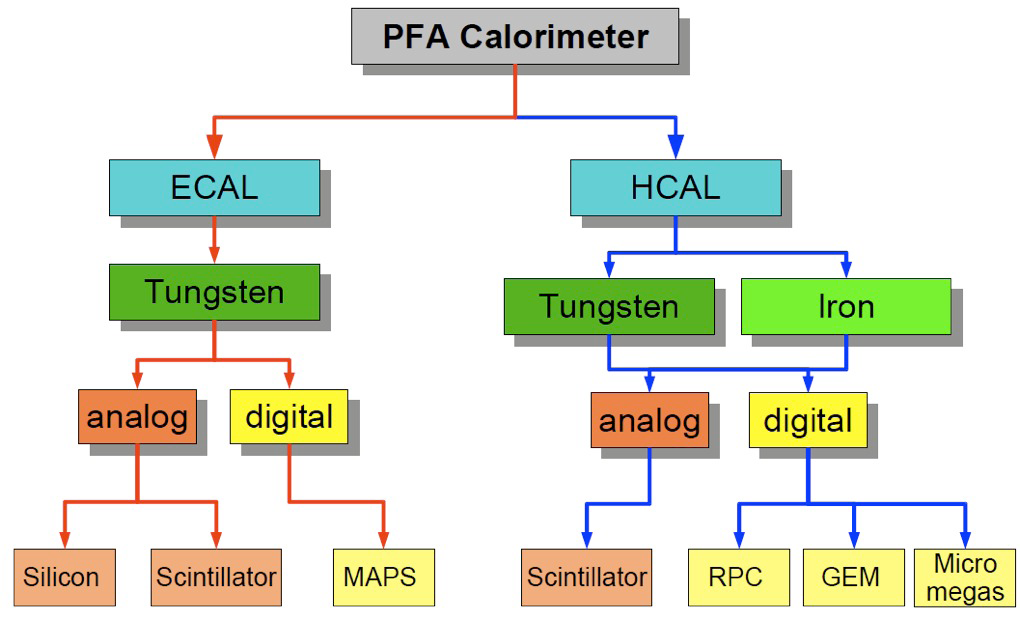 PFA Calorimeter
ECAL
HCAL
Tungsten
Tungsten
Iron
analog
digital
analog
digital
Silicon
Scintillator
MAPS
Scintillator
RPC
GEM
Micro
megas